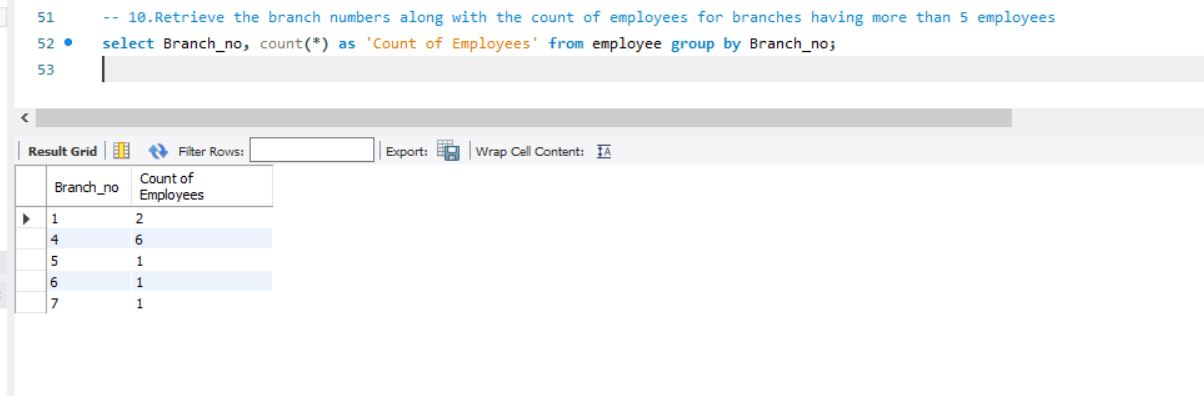 51 -- 10.Retrieve the branch numbers along with the count of employees for branches having more than 5 employees
52 select Branch_no, count(*) as 'Count of Employees' from employee group by Branch_no;
53
Result Grid Filter Rows: Export: Wrap Cell Content: IA
Branch_no Count of
Employees
1 2
4 6
5 1
6 1
7 1